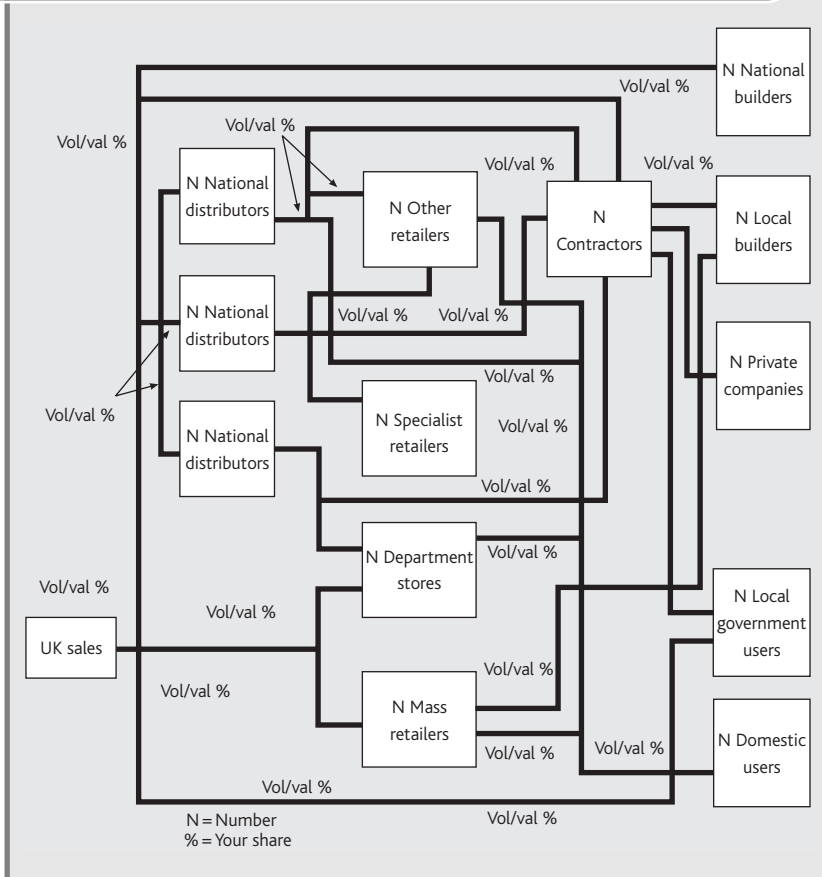 N National
builders
Vol/val %
Vol/val %
Vol/val %
Vol/val %
Vol/val %
N National
distributors
N Other
retailers
N
Contractors
N Local
builders
N National
distributors
Vol/val %
Vol/val %
N Private
companies
Vol/val %
Vol/val %
N National
distributors
N Specialist
retailers
Vol/val %
Vol/val %
N Department
stores
Vol/val %
Vol/val %
Vol/val %
N Local
government
users
UK sales
Vol/val %
Vol/val %
N Mass
retailers
Vol/val %
Vol/val %
N Domestic
users
Vol/val %
Vol/val %
N = Number
% = Your share